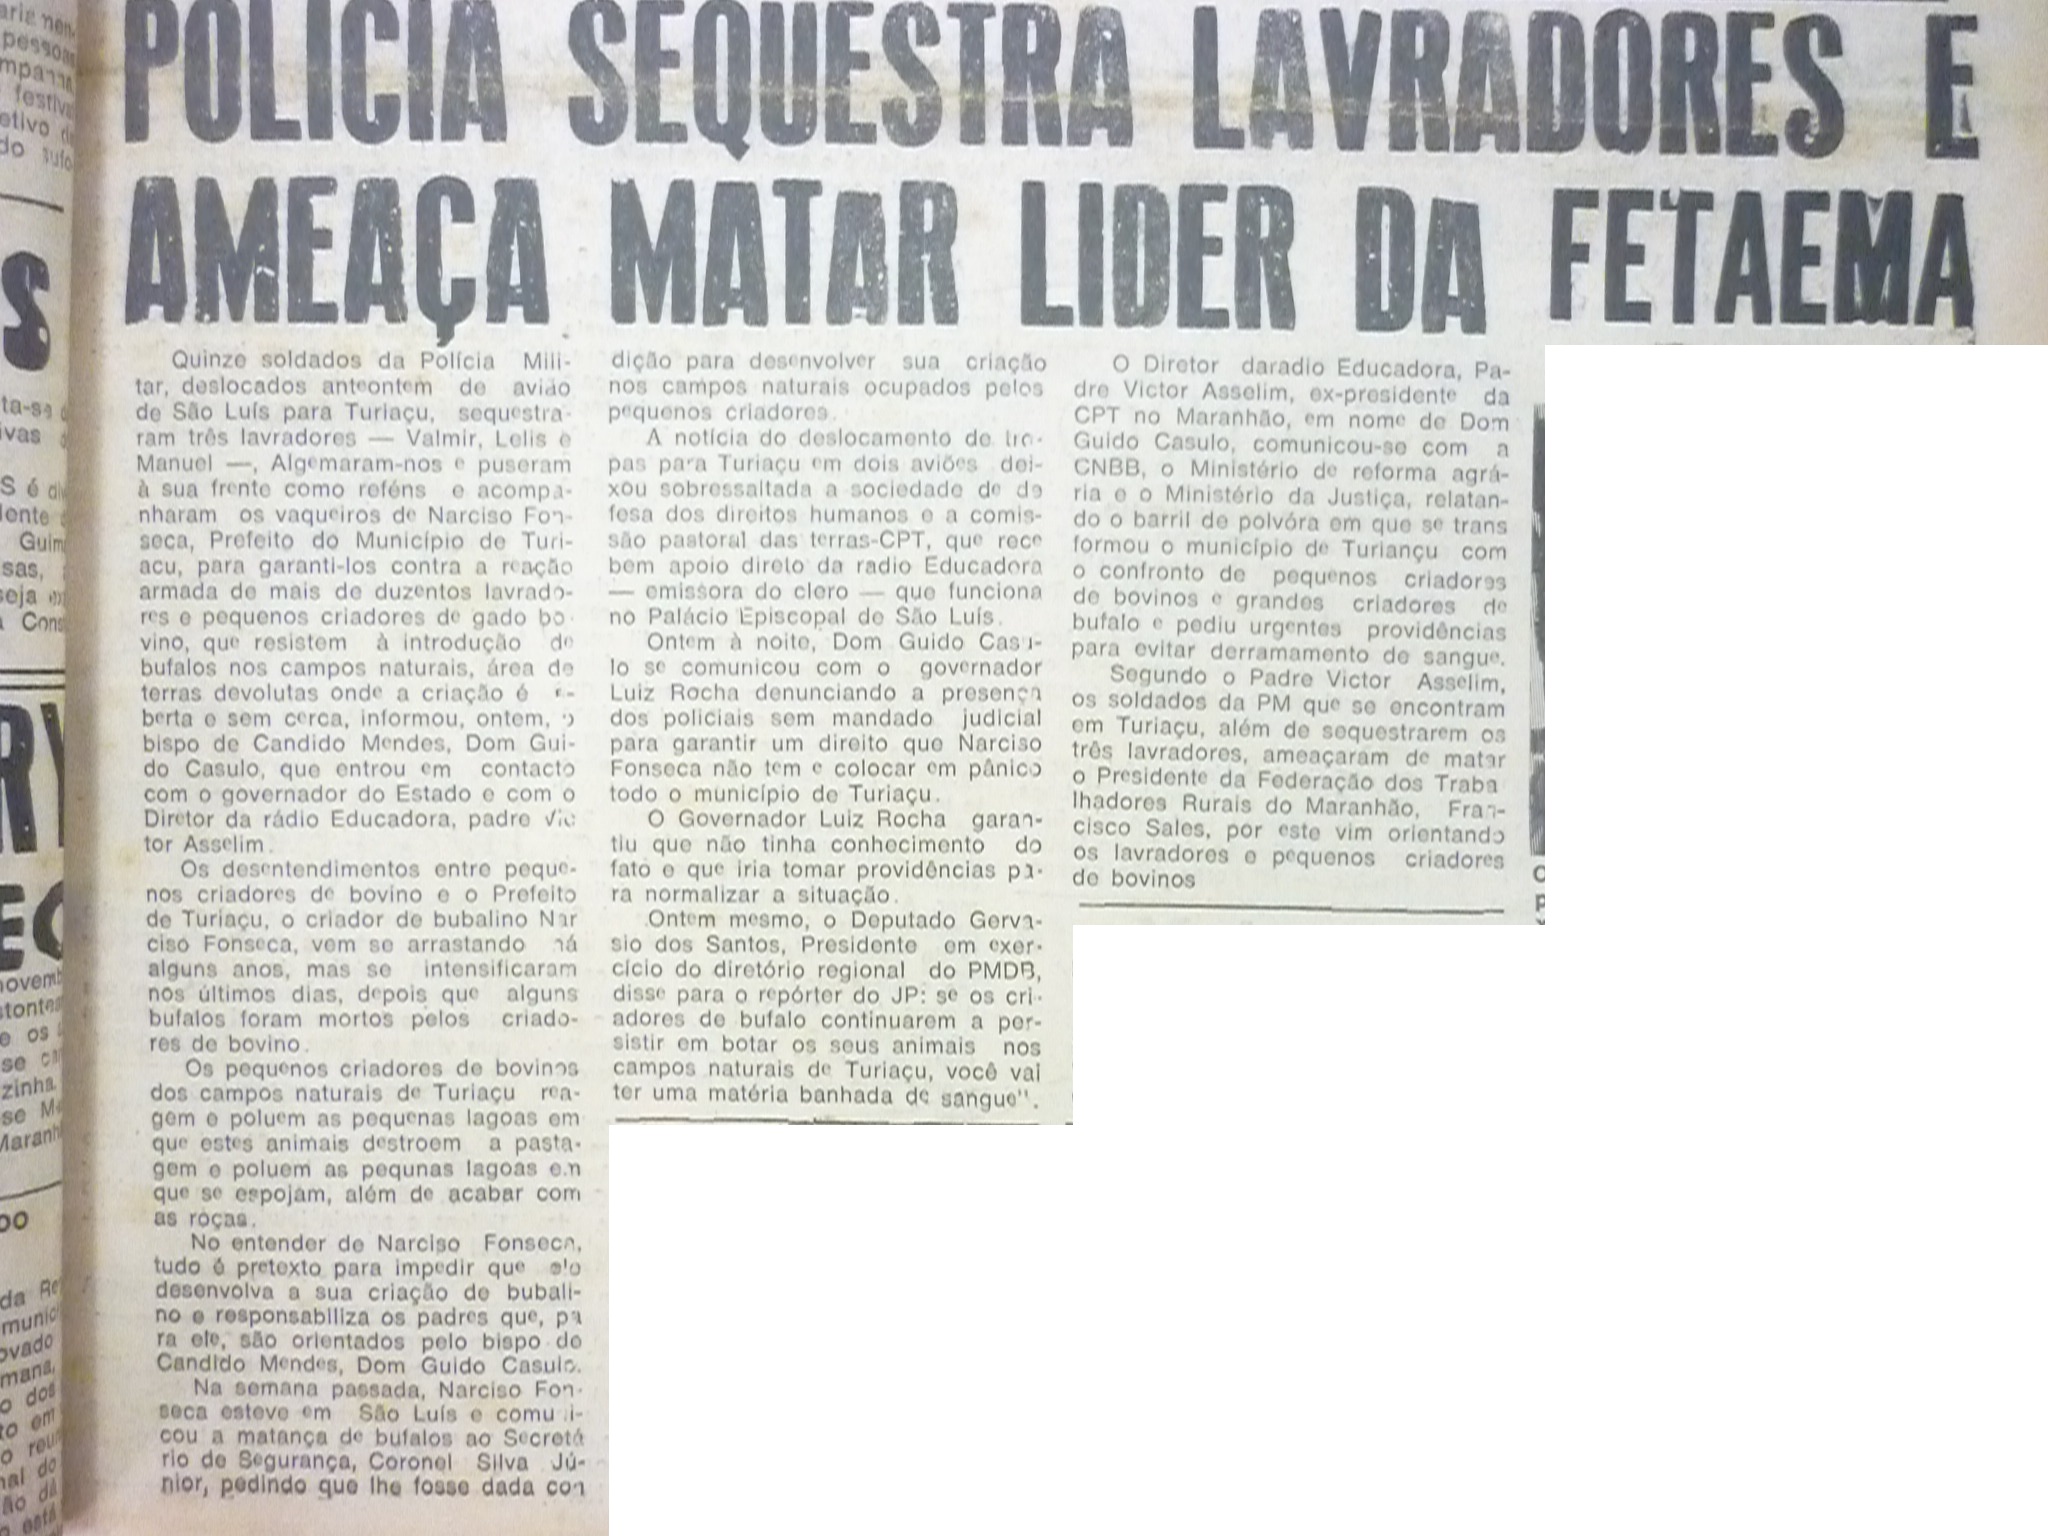 POLICIA SEQUESTRA LAVRADORES E
AMEAÇA MATAR LIDER DA FETAEMA
Quinze soldados da Polícia Mili-
tar, deslocados anteontem de avião
de São Luís para Turiaçu, sequestra-
ram três lavradores — Valmir, Lelis e
Manuel —, Algemaram-nos e puseram
à sua frente como reféns e acompa-
nharam os vaqueiros de Narciso Fon-
seca, Prefeito do Município de Turi-
acu, para garanti-los contra a reação
armada de mais de duzentos lavrado-
res e pequenos criadores de gado bo-
vino, que resistem à introdução de
bufalos nos campos naturais, área de
terras devolutas onde a criação é a-
berta e sem cerca, informou, ontem, o
bispo de Candido Mendes, Dom Gui-
do Casulo, que entrou em contacto
com o governador do Estado e com o
Diretor da rádio Educadora, padre Vic
tor Asselim.
Os desentendimentos entre peque-
nos criadores de bovino e o Prefeito
de Turiaçu, o criador de bubalino Nar
ciso Fonseca, vem se arrastando há
alguns anos, mas se intensificaram
nos últimos dias, depois que alguns
bufalos foram mortos pelos criado-
res de bovino.
Os pequenos criadores de bovinos
dos campos naturais de Turiaçu rea-
gem e poluem as pequenas lagoas em
que estes animais destroem a pasta-
gem e poluem as pequnas lagoas em
que se espojam, além de acabar com
as roças.
No entender de Narciso Fonseca,
tudo é pretexto para impedir que ele
desenvolva a sua criação de bubali-
no e responsabiliza os padres que, pa
ra ele, são orientados pelo bispo de
Candido Mendes, Dom Guido Casulo.
Na semana passada, Narciso Fon-
seca esteve em São Luís e comuni-
cou a matança de bufalos ao Secretá
rio de Segurança, Coronel Silva Jú-
nior, pedindo que lhe fosse dada con
dição para desenvolver sua criação
nos campos naturais ocupados pelos
pequenos criadores.
A notícia do deslocamento de tro-
pas para Turiaçu em dois aviões dei-
xou sobressaltada a sociedade de de
fesa dos direitos humanos e a comis-
são pastoral das terras-CPT, que rece
bem apoio direto da radio Educadora
— emissora do clero — que funciona
no Palácio Episcopal de São Luís.
Ontem à noite, Dom Guido Casu-
lo se comunicou com o governador
Luiz Rocha denunciando a presença
dos policiais sem mandado judicial
para garantir um direito que Narciso
Fonseca não tem e colocar em pânico
todo o município de Turiaçu.
O Governador Luiz Rocha garan-
tiu que não tinha conhecimento do
fato e que iria tomar providências pa-
ra normalizar a situação.
Ontem mesmo, o Deputado Gerva-
sio dos Santos, Presidente em exer-
cício do diretório regional do PMDB,
disse para o repórter do JP: se os cri-
adores de bufalo continuarem a per-
sistir em botar os seus animais nos
campos naturais de Turiaçu, você vai
ter uma matéria banhada de sangue".
O Diretor daradio Educadora, Pa-
dre Victor Asselim, ex-presidente da
CPT no Maranhão, em nome de Dom
Guido Casulo, comunicou-se com a
CNBB, o Ministério de reforma agrá-
ria e o Ministério da Justiça, relatan-
do o barril de polvóra em que se trans
formou o município de Turiançu com
o confronto de pequenos criadores
de bovinos e grandes criadores de
bufalo e pediu urgentes providências
para evitar derramamento de sangue.
Segundo o Padre Victor Asselim,
os soldados da PM que se encontram
em Turiaçu, além de sequestrarem os
três lavradores, ameaçaram de matar
o Presidente da Federação dos Traba
lhadores Rurais do Maranhão, Fran-
cisco Sales, por este vim orientando
os lavradores e pequenos criadores
de bovinos